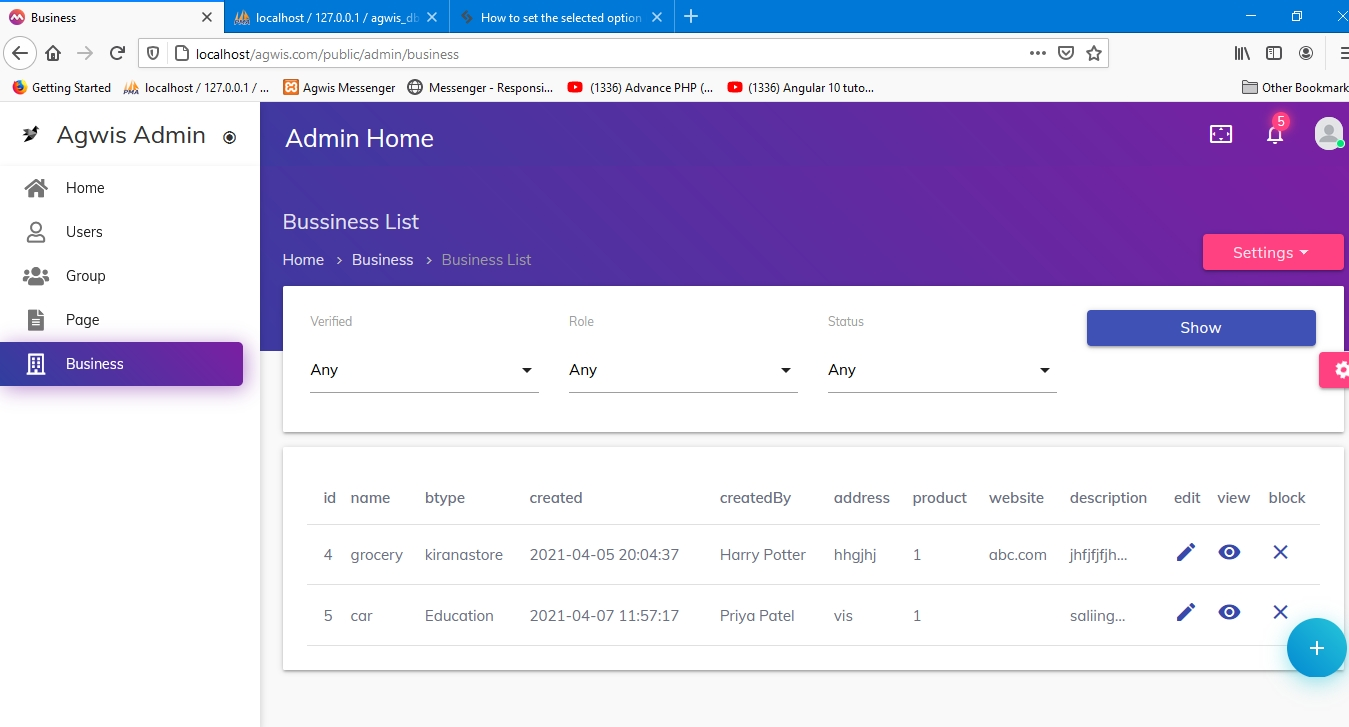 Business
localhost / 127.0.0.1 / agwis_db
How to set the selected option
localhost/agwis.com/public/admin/business
Getting Started
localhost / 127.0.0.1 / ...
Agwis Messenger
Messenger - Responsi...
(1336) Advance PHP (...
(1336) Angular 10 tuto...
Other Bookmark
Agwis Admin
Admin Home
5
Home
Users
Group
Page
Business
Bussiness List
Home > Business > Business List
Settings
Verified Role Status
Show
Any Any Any
id name btype created createdBy address product website description edit view block
4 grocery kiranastore 2021-04-05 20:04:37 Harry Potter hhgjhj 1 abc.com jhfjfjfjh...
5 car Education 2021-04-07 11:57:17 Priya Patel vis 1 saliing...